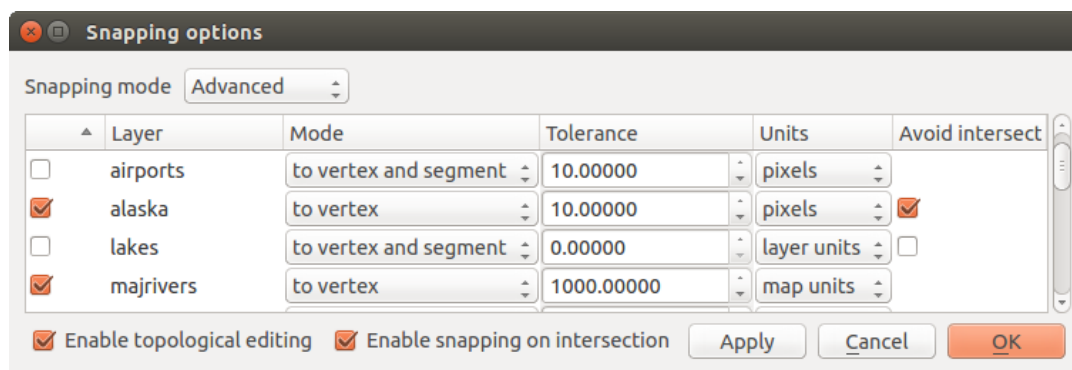 Snapping options
Snapping mode Advanced
Layer Mode Tolerance Units Avoid intersect
airports to vertex and segment 10.00000 pixels
alaska to vertex 10.00000 pixels
lakes to vertex and segment 0.00000 layer units
majrivers to vertex 1000.00000 map units
Enable topological editing Enable snapping on intersection Apply Cancel OK